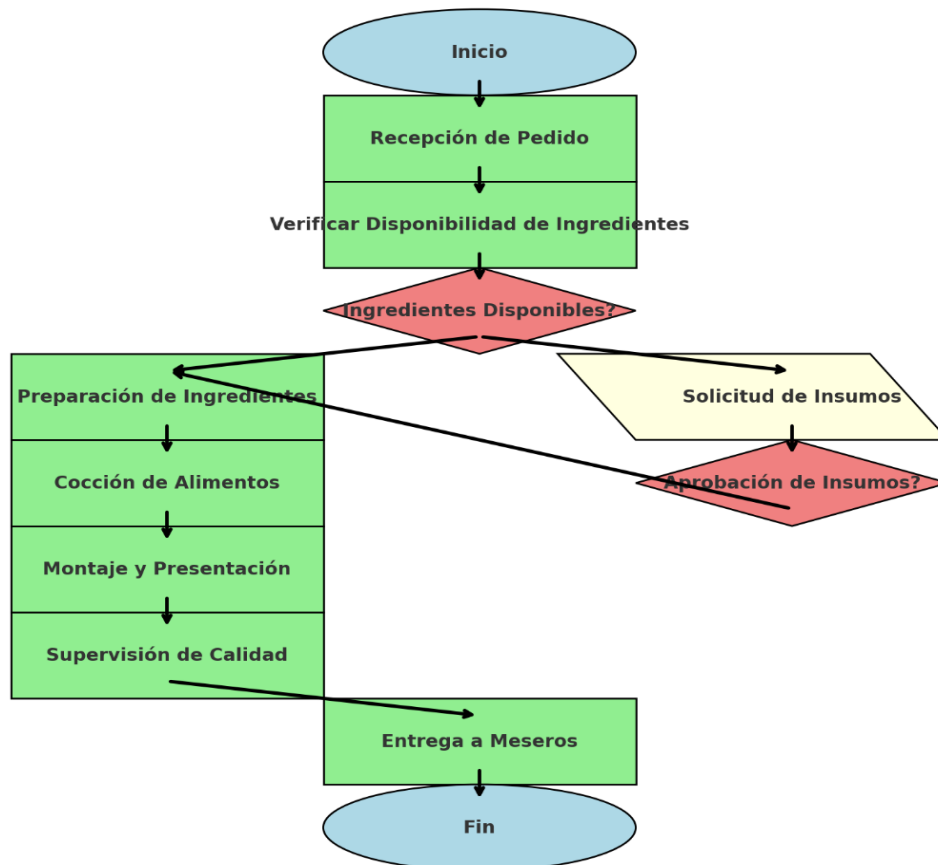 Inicio
Recepción de Pedido
Verificar Disponibilidad de Ingredientes
Ingredientes Disponibles?
Preparación de Ingredientes
Solicitud de Insumos
Cocción de Alimentos
Aprobación de Insumos?
Montaje y Presentación
Supervisión de Calidad
Entrega a Meseros
Fin